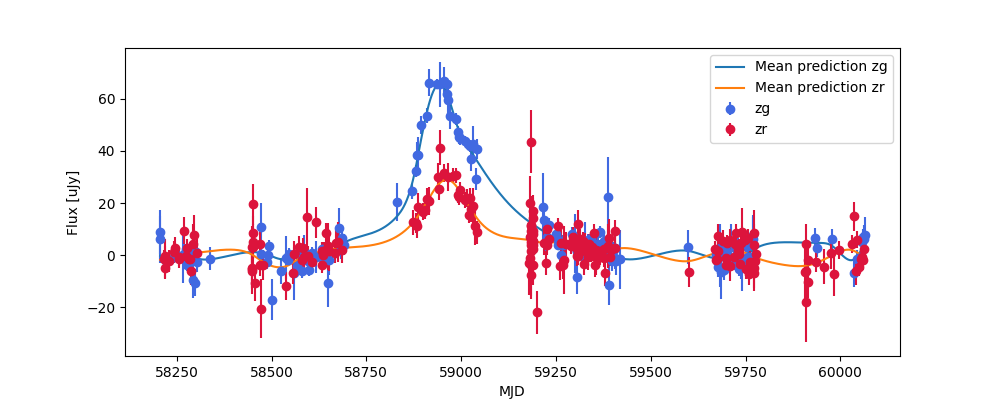 Mean prediction zg
Mean prediction zr
zg
zr
Flux [uJy]
60
40
20
0
−20
58250 58500 58750 59000 59250 59500 59750 60000
MJD